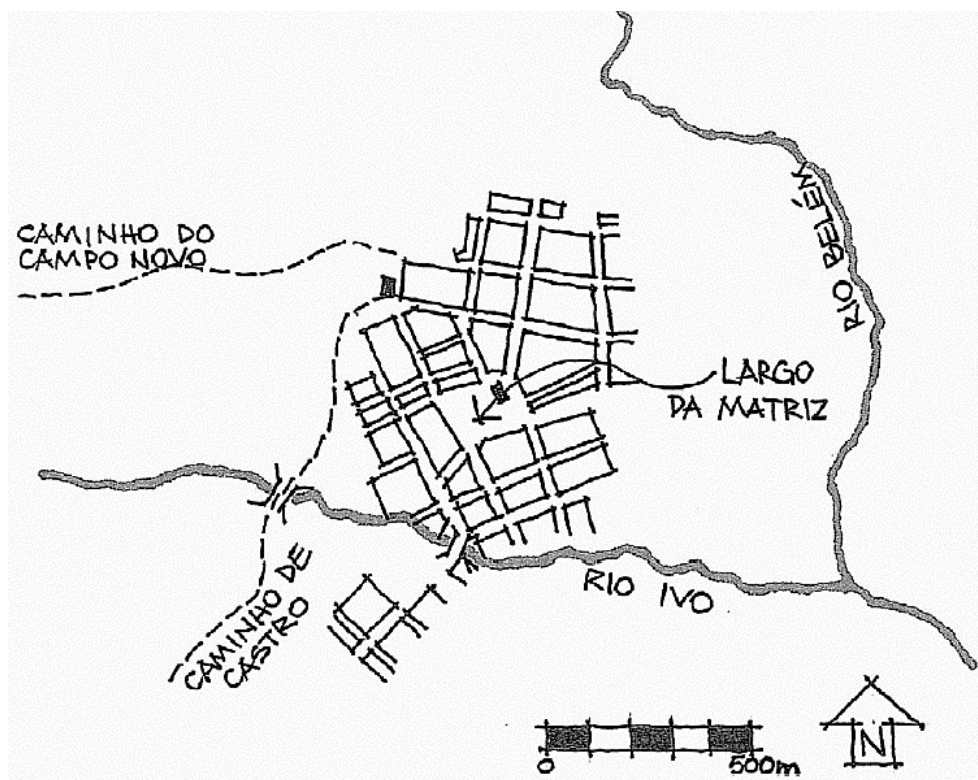 CAMINHO DO
CAMPO NOVO
RIO BELÉM
LARGO
DA MATRIZ
RIO IVO
CAMINHO DE
CASTRO
N
0 500m